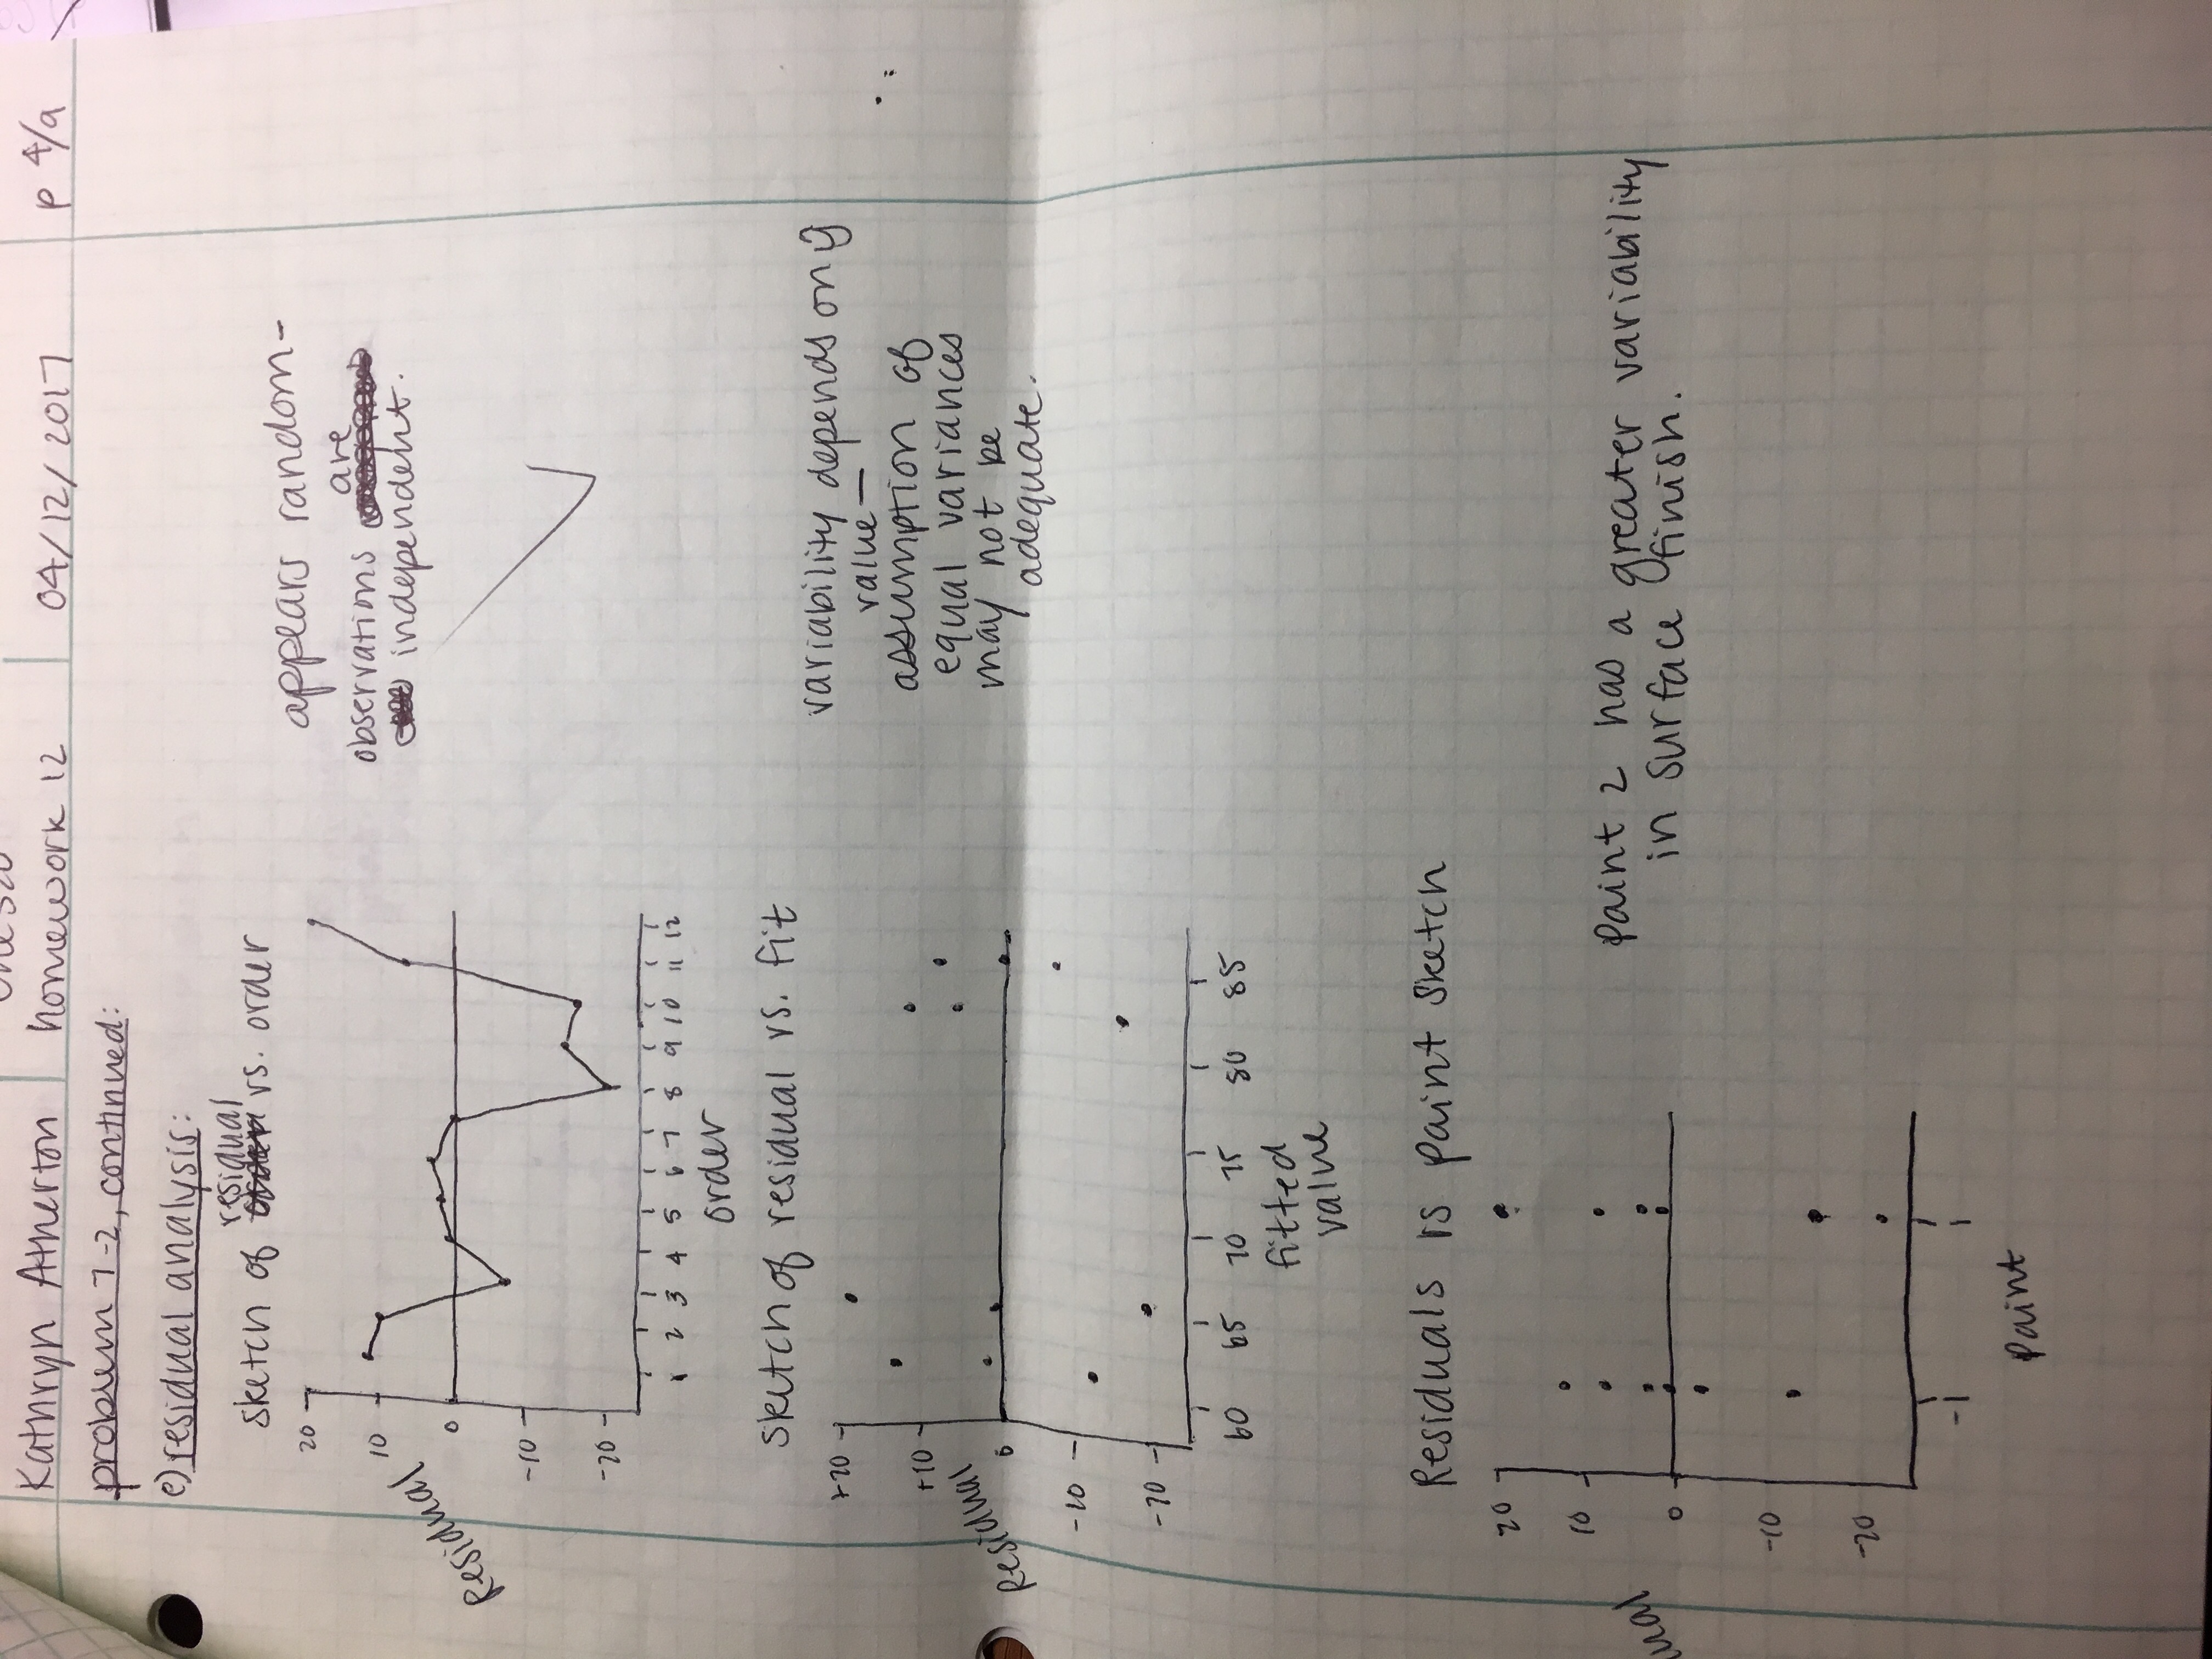 Kathryn Atherton
homework 12
04/12/2017
p 4/9
problem 7-2, continued:
e) residual analysis:
residual
sketch of order vs. order
20
10
0
-10
-20
Residual
1 2 3 4 5 6 7 8 9 10 11 12
order
appears random-
are
observations
independent.
sketch of residual vs. fit
+20
+10
0
-10
-20
Residual
60 65 70 75 80 85
fitted
value
variability depends on ŷ
value—
assumption of
equal variances
may not be
adequate.
Residuals vs paint sketch
20
10
0
-10
-20
-1 1
paint
paint 2 has a greater variability
in surface finish.